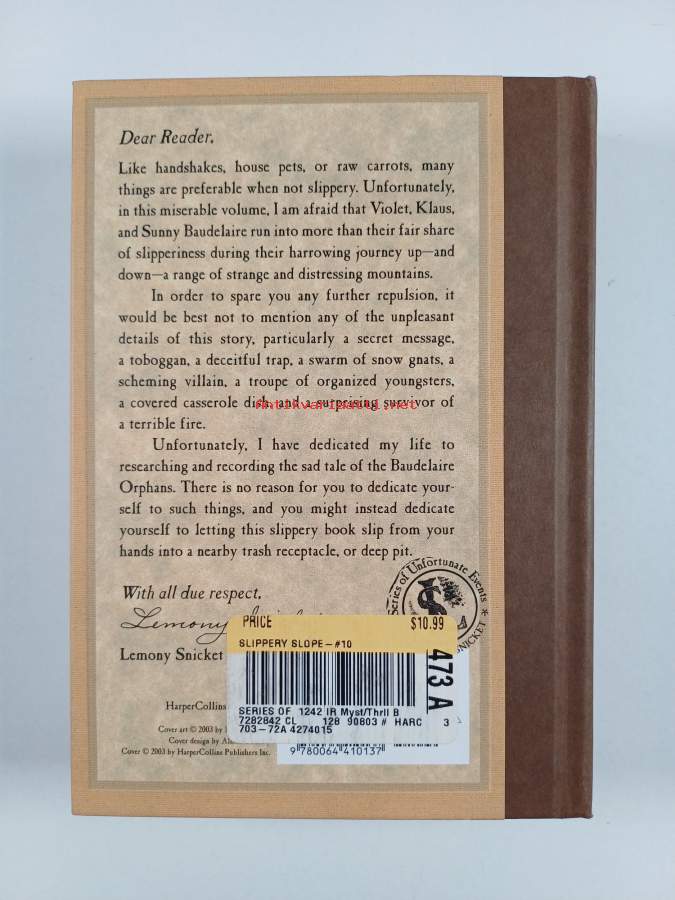 Dear Reader,
Like handshakes, house pets, or raw carrots, many
things are preferable when not slippery. Unfortunately,
in this miserable volume, I am afraid that Violet, Klaus,
and Sunny Baudelaire run into more than their fair share
of slipperiness during their harrowing journey up—and
down—a range of strange and distressing mountains.
In order to spare you any further repulsion, it
would be best not to mention any of the unpleasant
details of this story, particularly a secret message,
a toboggan, a deceitful trap, a swarm of snow gnats, a
scheming villain, a troupe of organized youngsters,
a covered casserole dish, and a surprising survivor of
a terrible fire.
antikvariaatti.net
Unfortunately, I have dedicated my life to
researching and recording the sad tale of the Baudelaire
Orphans. There is no reason for you to dedicate your-
self to such things, and you might instead dedicate
yourself to letting this slippery book slip from your
hands into a nearby trash receptacle, or deep pit.
With all due respect,
Lemony
Lemony Snicket
Series of Unfortunate Events *
SNICKET
PRICE $10.99
SLIPPERY SLOPE-#10
473 A
SERIES OF 1242 IR Myst/Thrll B
7282842 CL 128 90803 # HARC 3
703-72A 4274015
HarperCollins
Cover art © 2003 by
Cover design by
Cover © 2003 by HarperCollins Publishers Inc.
9 780064 410137